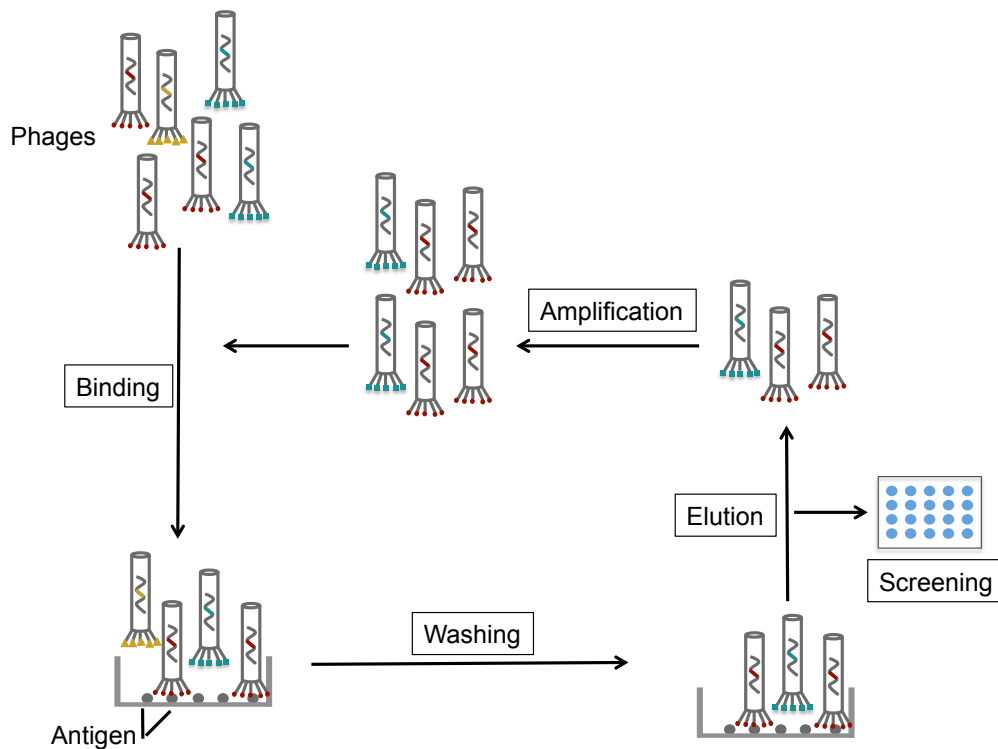 Phages
Amplification
Binding
Elution
Screening
Washing
Antigen